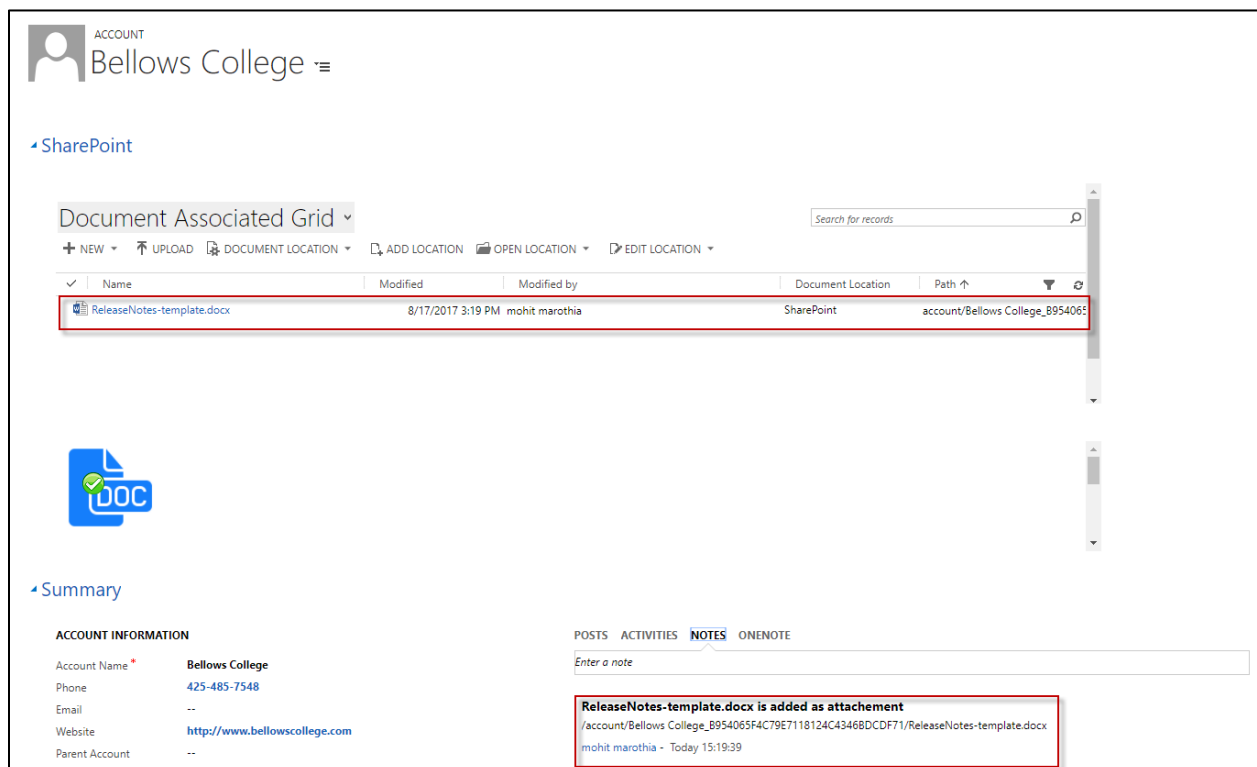 ACCOUNT
Bellows College
SharePoint
Document Associated Grid
Search for records
NEW UPLOAD DOCUMENT LOCATION ADD LOCATION OPEN LOCATION EDIT LOCATION
Name Modified Modified by Document Location Path
ReleaseNotes-template.docx 8/17/2017 3:19 PM mohit marothia SharePoint account/Bellows College_B954065
DOC
Summary
ACCOUNT INFORMATION
Account Name* Bellows College
Phone 425-485-7548
Email --
Website http://www.bellowscollege.com
Parent Account --
POSTS ACTIVITIES NOTES ONENOTE
Enter a note
ReleaseNotes-template.docx is added as attachement
/account/Bellows College_B954065F4C79E7118124C4346BDCDF71/ReleaseNotes-template.docx
mohit marothia - Today 15:19:39